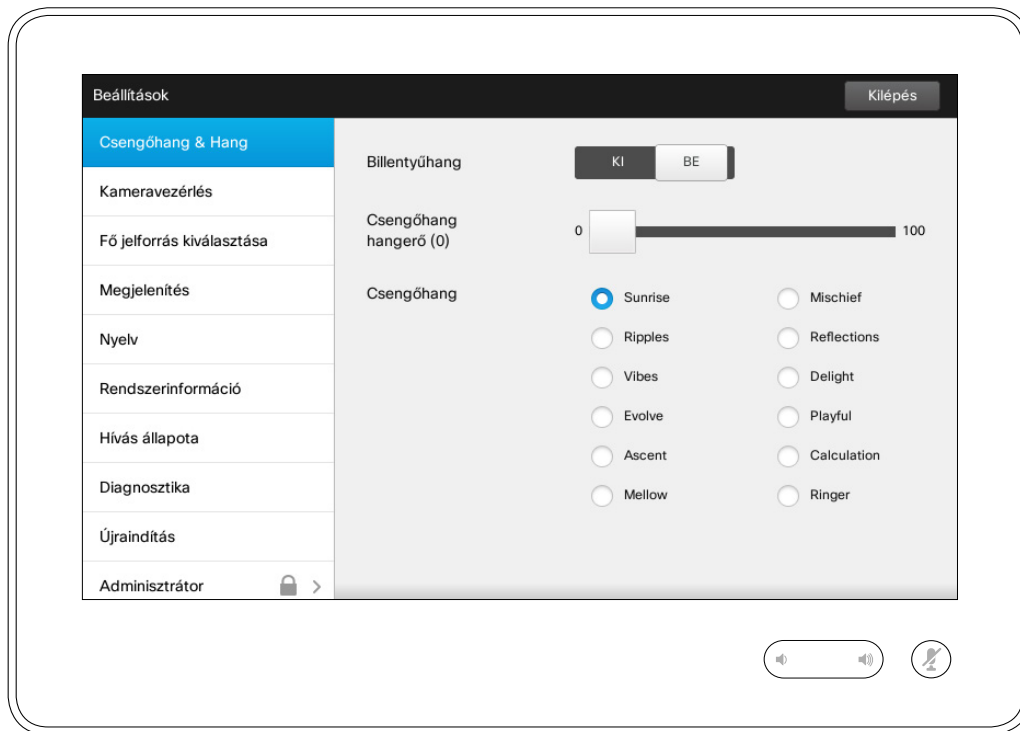 Beállítások
Kilépés
Csengőhang & Hang
Kameravezérlés
Fő jelforrás kiválasztása
Megjelenítés
Nyelv
Rendszerinformáció
Hívás állapota
Diagnosztika
Újraindítás
Adminisztrátor
Billentyűhang
KI BE
Csengőhang
hangerő (0)
0 100
Csengőhang
Sunrise Mischief
Ripples Reflections
Vibes Delight
Evolve Playful
Ascent Calculation
Mellow Ringer